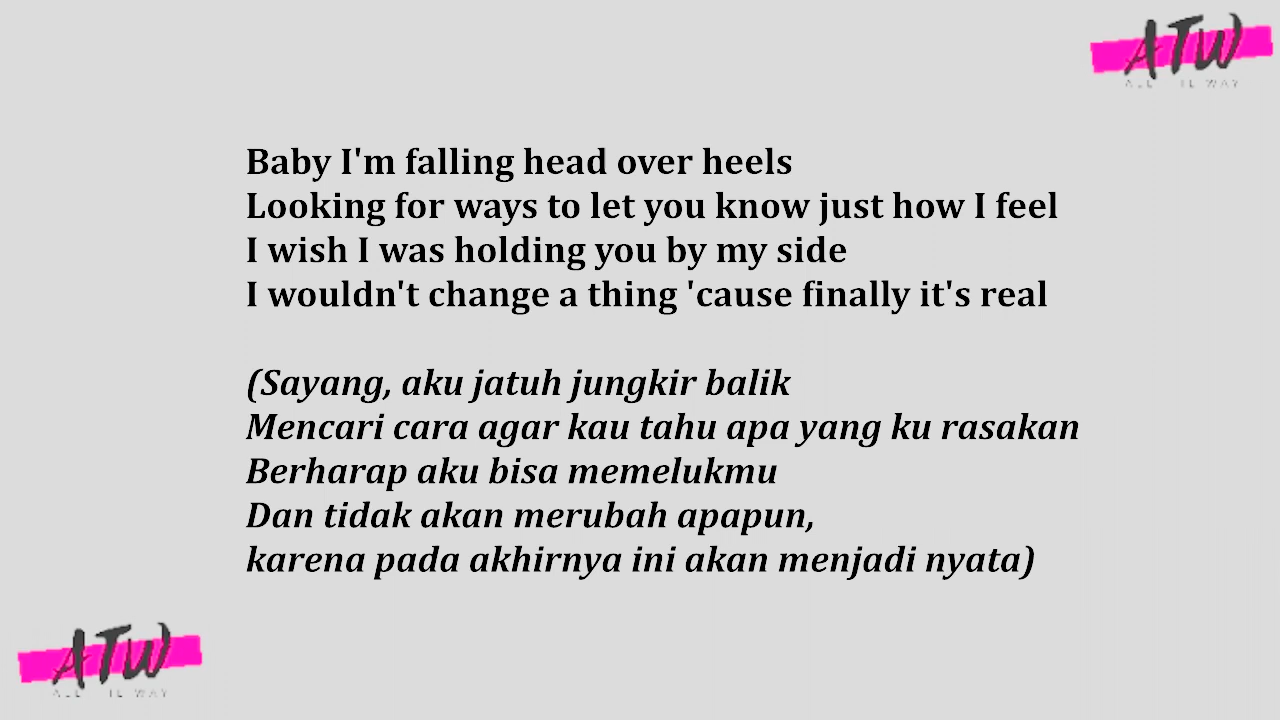 ATW
Baby I'm falling head over heels
Looking for ways to let you know just how I feel
I wish I was holding you by my side
I wouldn't change a thing 'cause finally it's real
(Sayang, aku jatuh jungkir balik
Mencari cara agar kau tahu apa yang ku rasakan
Berharap aku bisa memelukmu
Dan tidak akan merubah apapun,
karena pada akhirnya ini akan menjadi nyata)
ATW